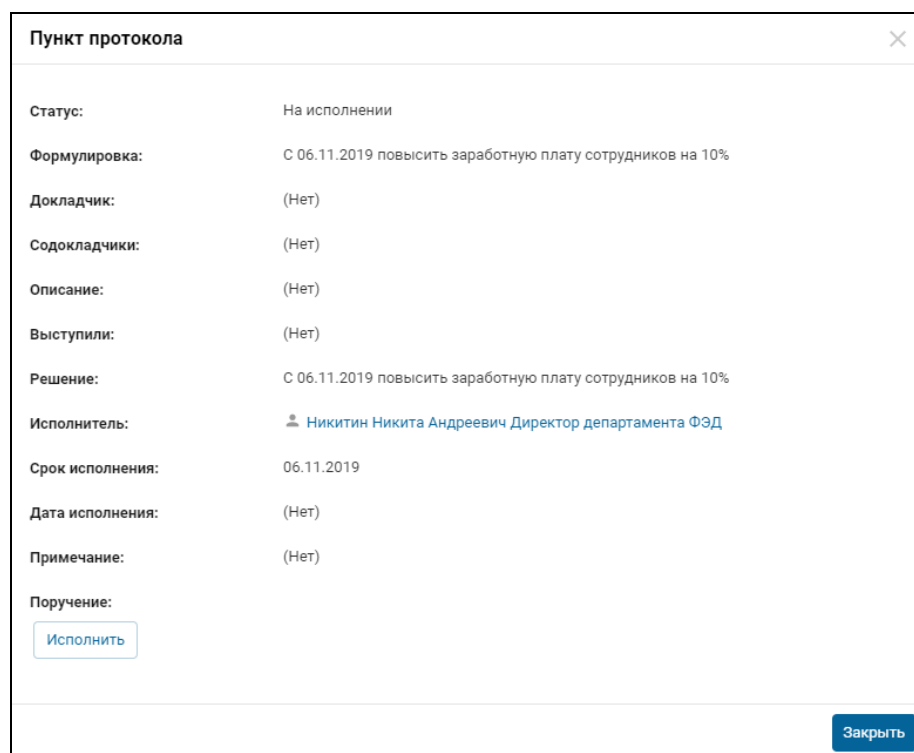 Пункт протокола
Статус: На исполнении
Формулировка: С 06.11.2019 повысить заработную плату сотрудников на 10%
Докладчик: (Нет)
Содокладчики: (Нет)
Описание: (Нет)
Выступили: (Нет)
Решение: С 06.11.2019 повысить заработную плату сотрудников на 10%
Исполнитель: Никитин Никита Андреевич Директор департамента ФЭД
Срок исполнения: 06.11.2019
Дата исполнения: (Нет)
Примечание: (Нет)
Поручение:
Исполнить
Закрыть